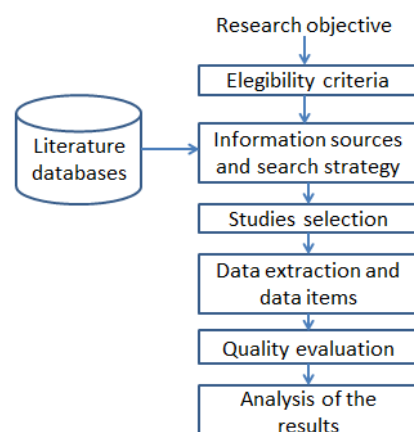 Research objective
Elegibility criteria
Literature
databases
Information sources
and search strategy
Studies selection
Data extraction and
data items
Quality evaluation
Analysis of the
results